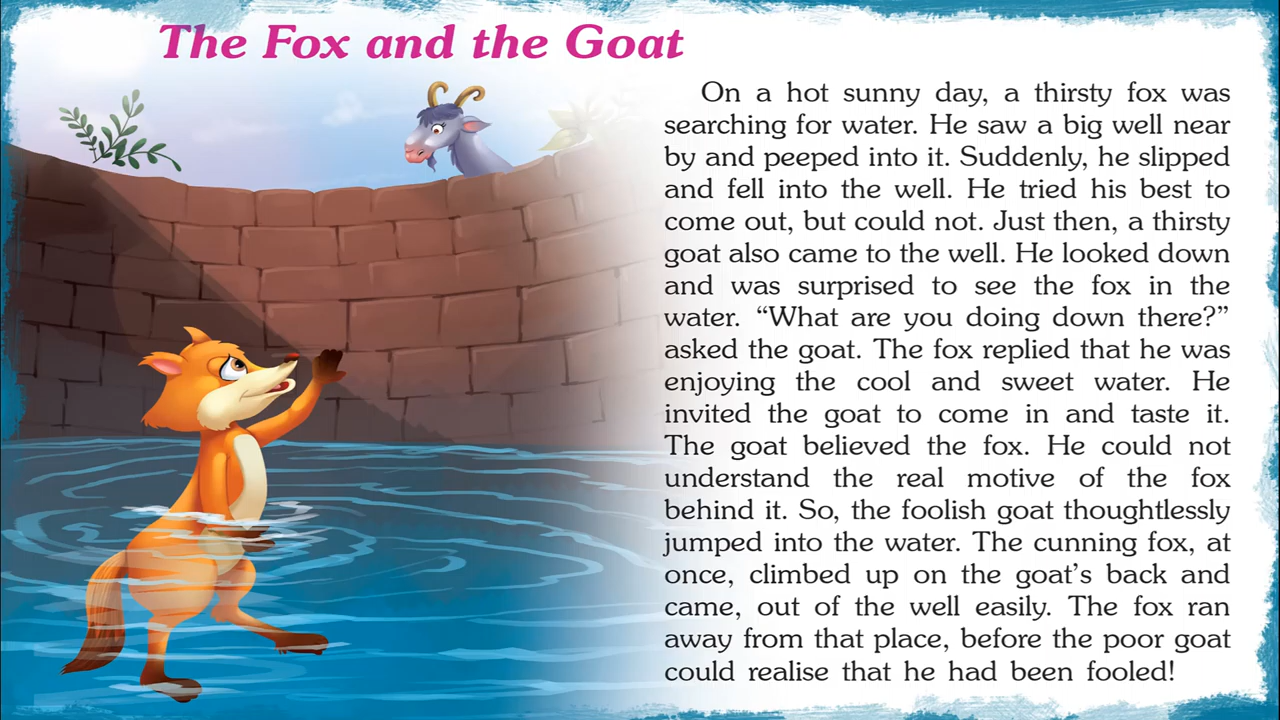 The Fox and the Goat
On a hot sunny day, a thirsty fox was
searching for water. He saw a big well near
by and peeped into it. Suddenly, he slipped
and fell into the well. He tried his best to
come out, but could not. Just then, a thirsty
goat also came to the well. He looked down
and was surprised to see the fox in the
water. “What are you doing down there?”
asked the goat. The fox replied that he was
enjoying the cool and sweet water. He
invited the goat to come in and taste it.
The goat believed the fox. He could not
understand the real motive of the fox
behind it. So, the foolish goat thoughtlessly
jumped into the water. The cunning fox, at
once, climbed up on the goat’s back and
came, out of the well easily. The fox ran
away from that place, before the poor goat
could realise that he had been fooled!